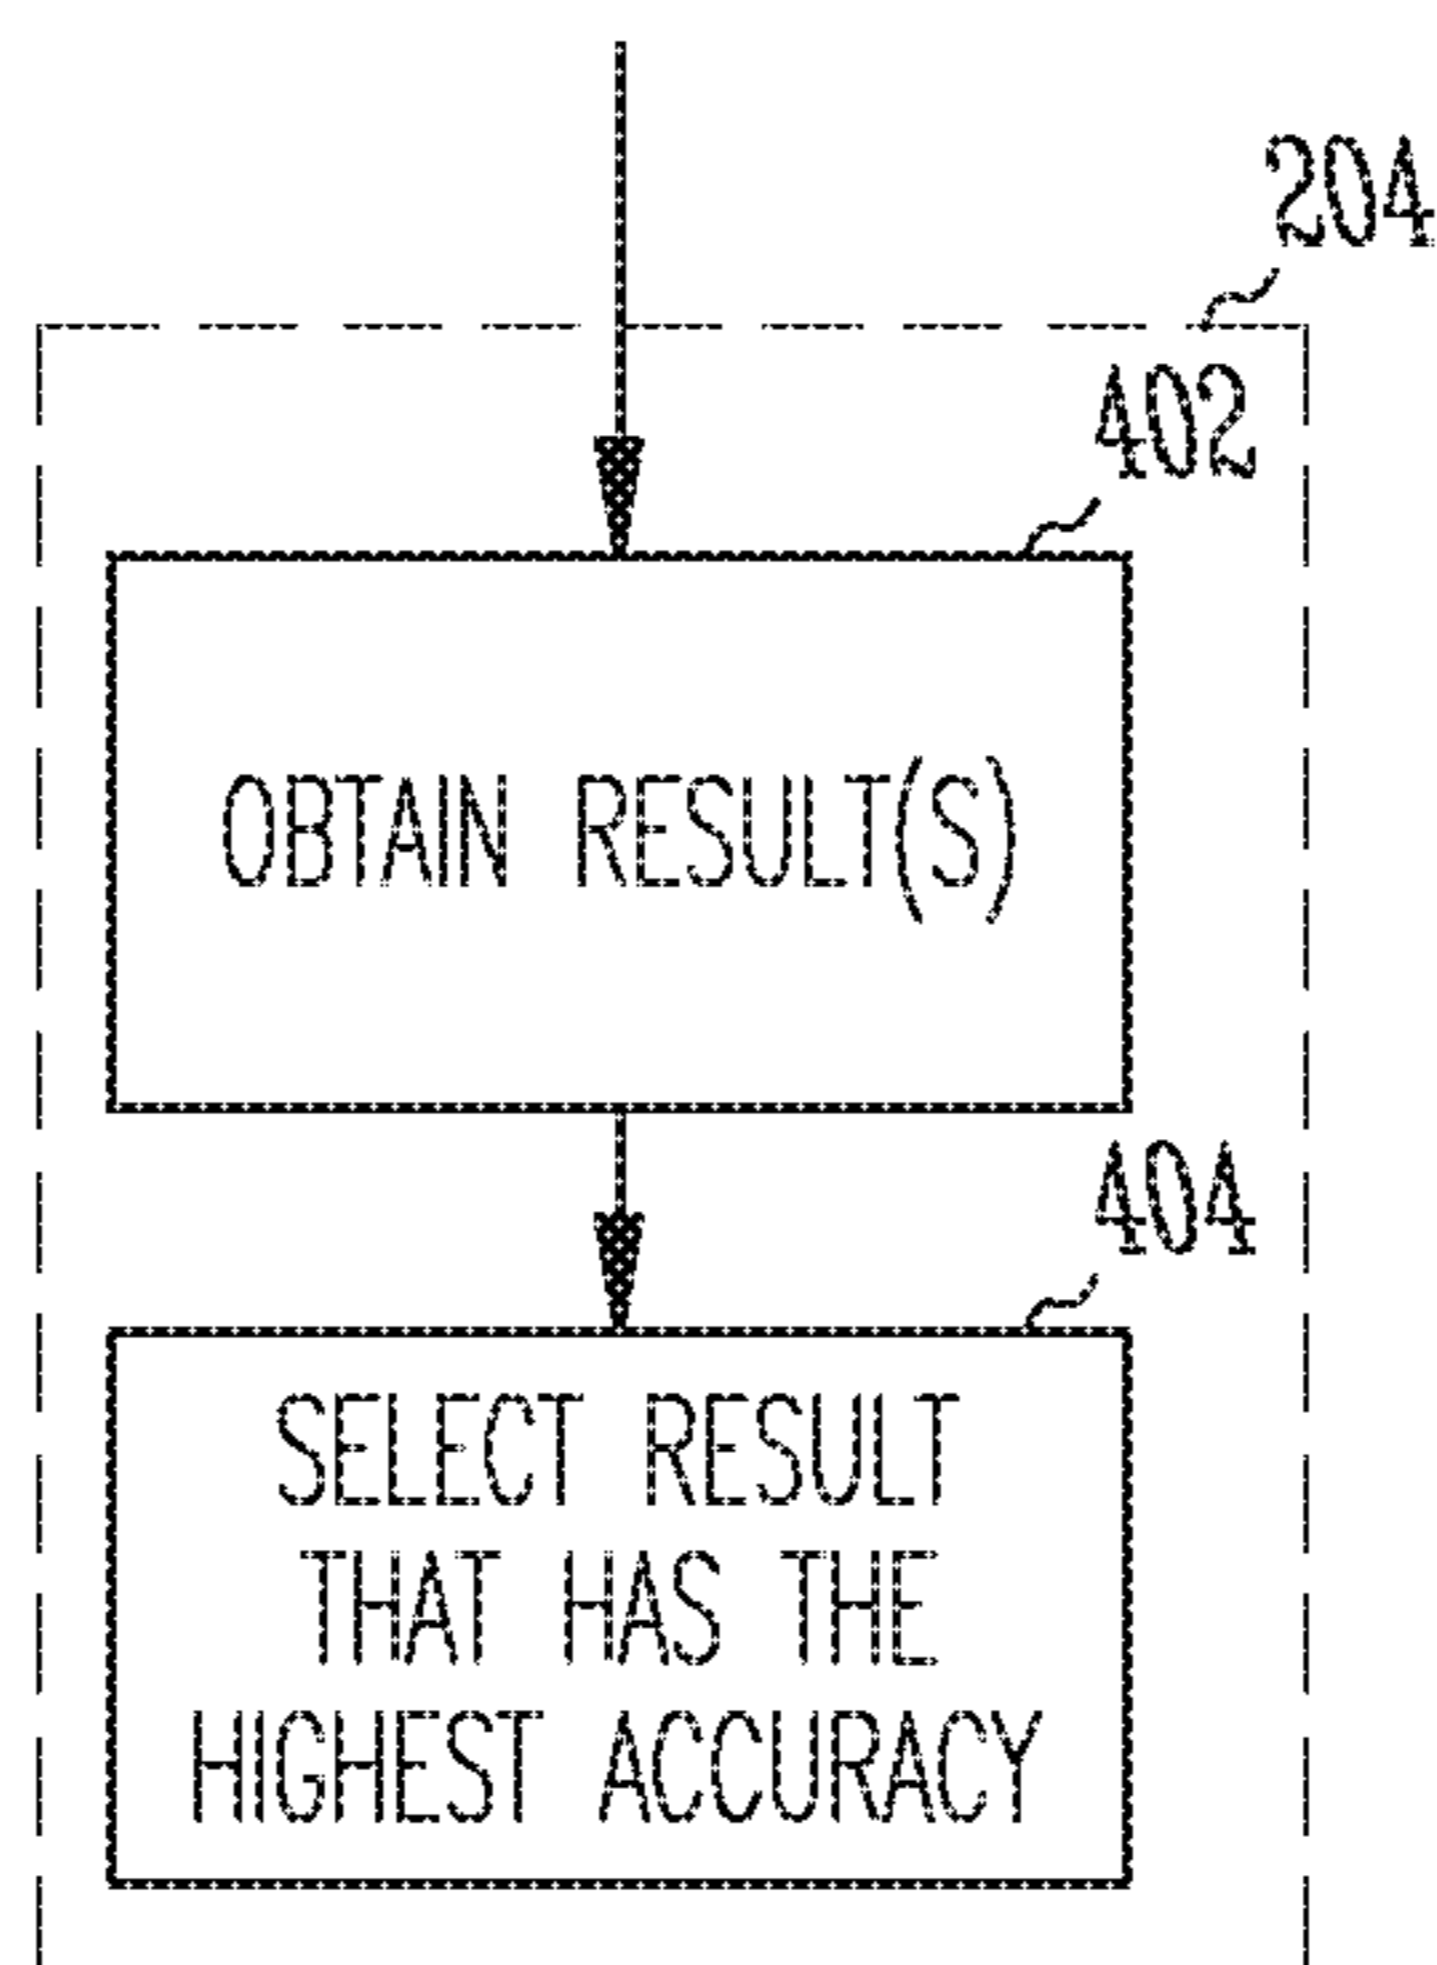 204
402
OBTAIN RESULT(S)
404
SELECT RESULT
THAT HAS THE
HIGHEST ACCURACY